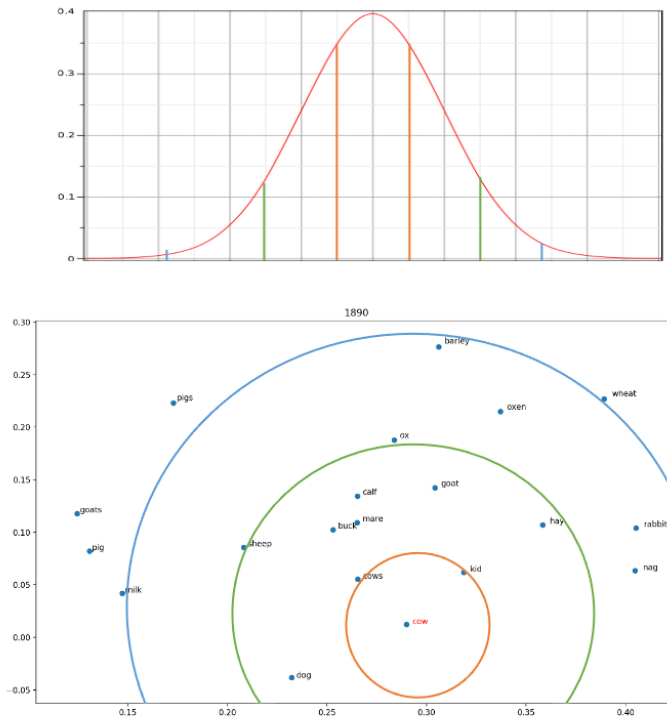 0.4
0.3
0.2
0.1
0
1890
0.30
barley
0.25
pigs
wheat
oxen
0.20
ox
0.15
calf
goat
goats
mare
buck
hay
rabbit
0.10
sheep
pig
kid
nag
cows
0.05
milk
cow
0.00
dog
−0.05
0.15 0.20 0.25 0.30 0.35 0.40